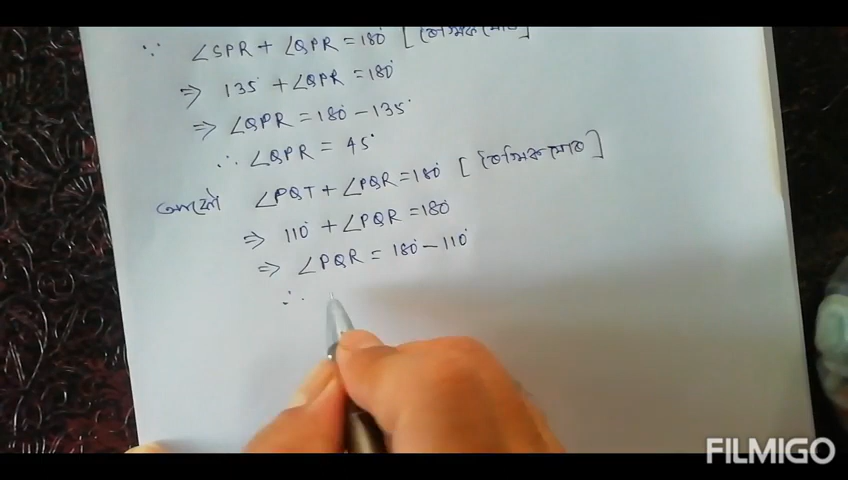 ∵ ∠SPR + ∠QPR = 180° [
⇒ 135° + ∠QPR = 180°
⇒ ∠QPR = 180° − 135°
∴ ∠QPR = 45°
∠PQT + ∠PQR = 180° [ ]
⇒ 110° + ∠PQR = 180°
⇒ ∠PQR = 180° − 110°
∴
FILMIGO